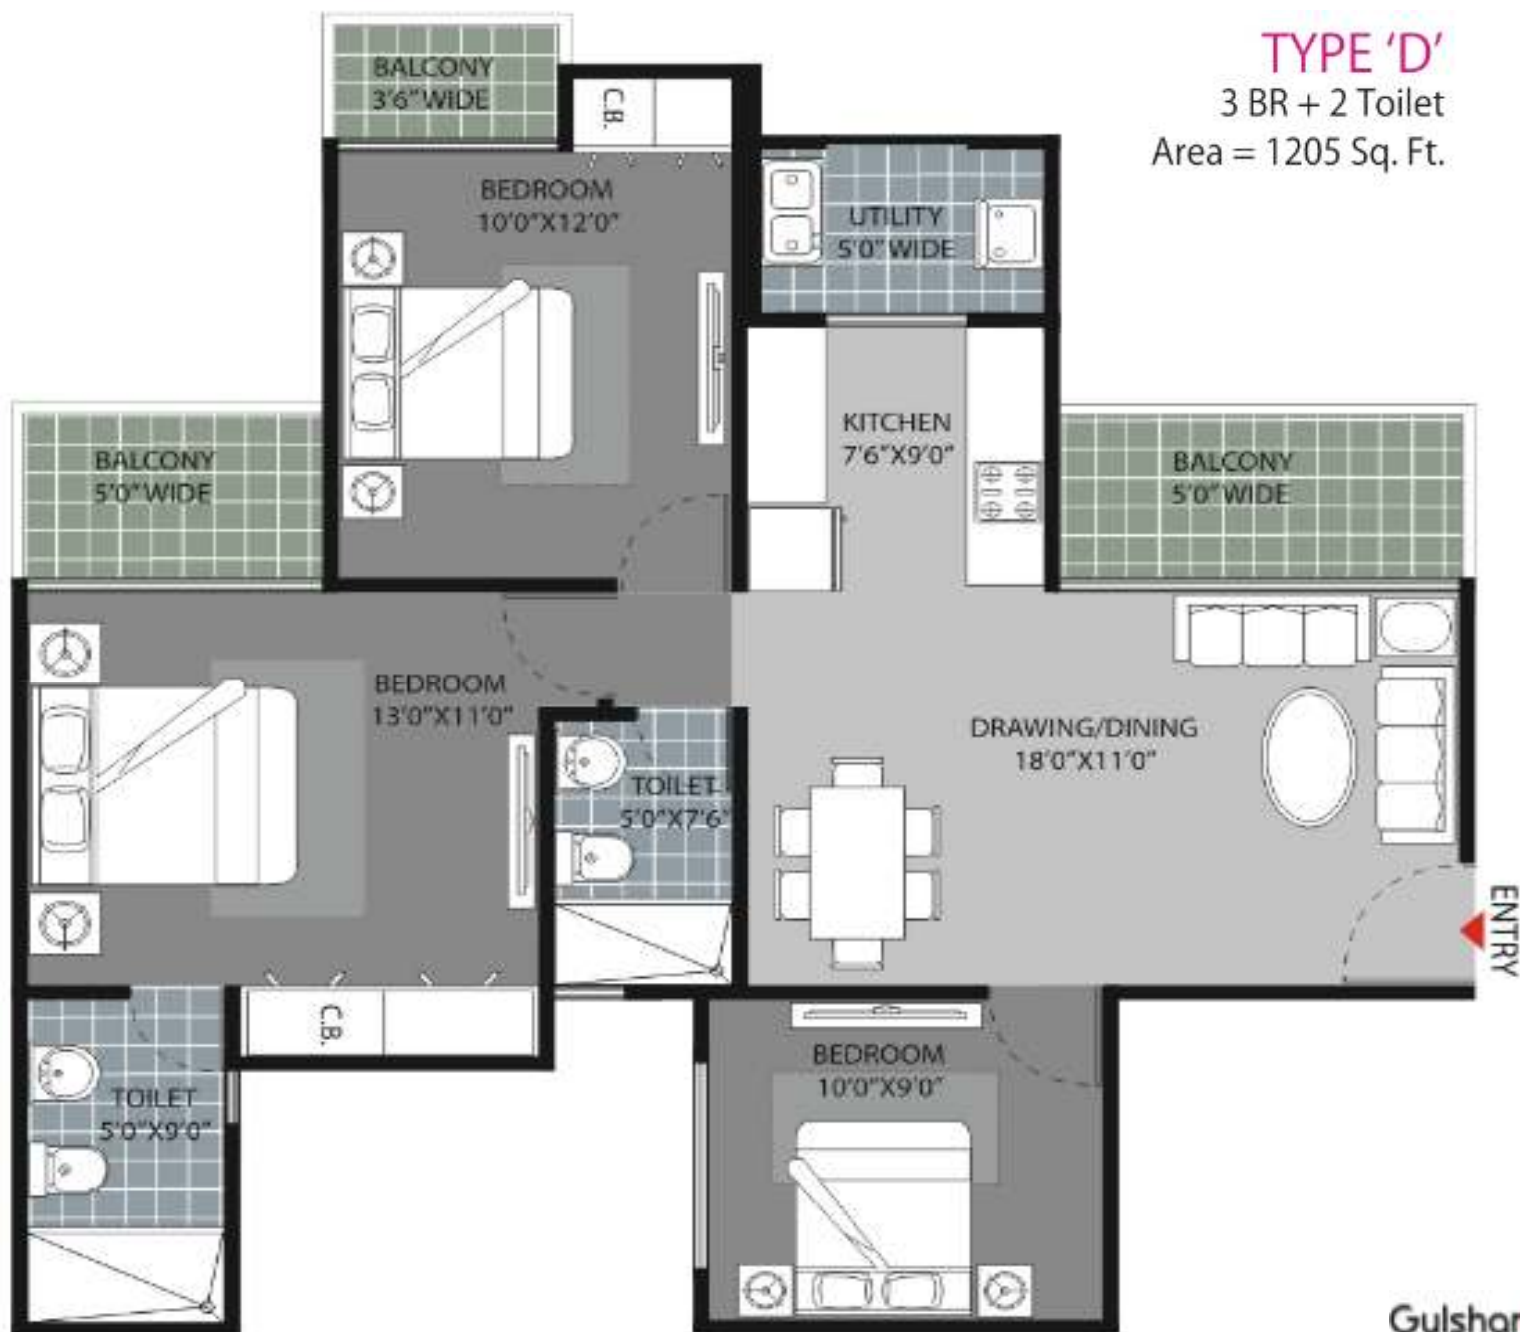 TYPE ‘D’
3 BR + 2 Toilet
Area = 1205 Sq. Ft.
BALCONY
3'6" WIDE
C.B.
BEDROOM
10'0"X12'0"
UTILITY
5'0" WIDE
KITCHEN
7'6"X9'0"
BALCONY
5'0" WIDE
BALCONY
5'0" WIDE
BEDROOM
13'0"X11'0"
DRAWING/DINING
18'0"X11'0"
TOILET
5'0"X7'6"
ENTRY
C.B.
BEDROOM
10'0"X9'0"
TOILET
5'0"X9'0"